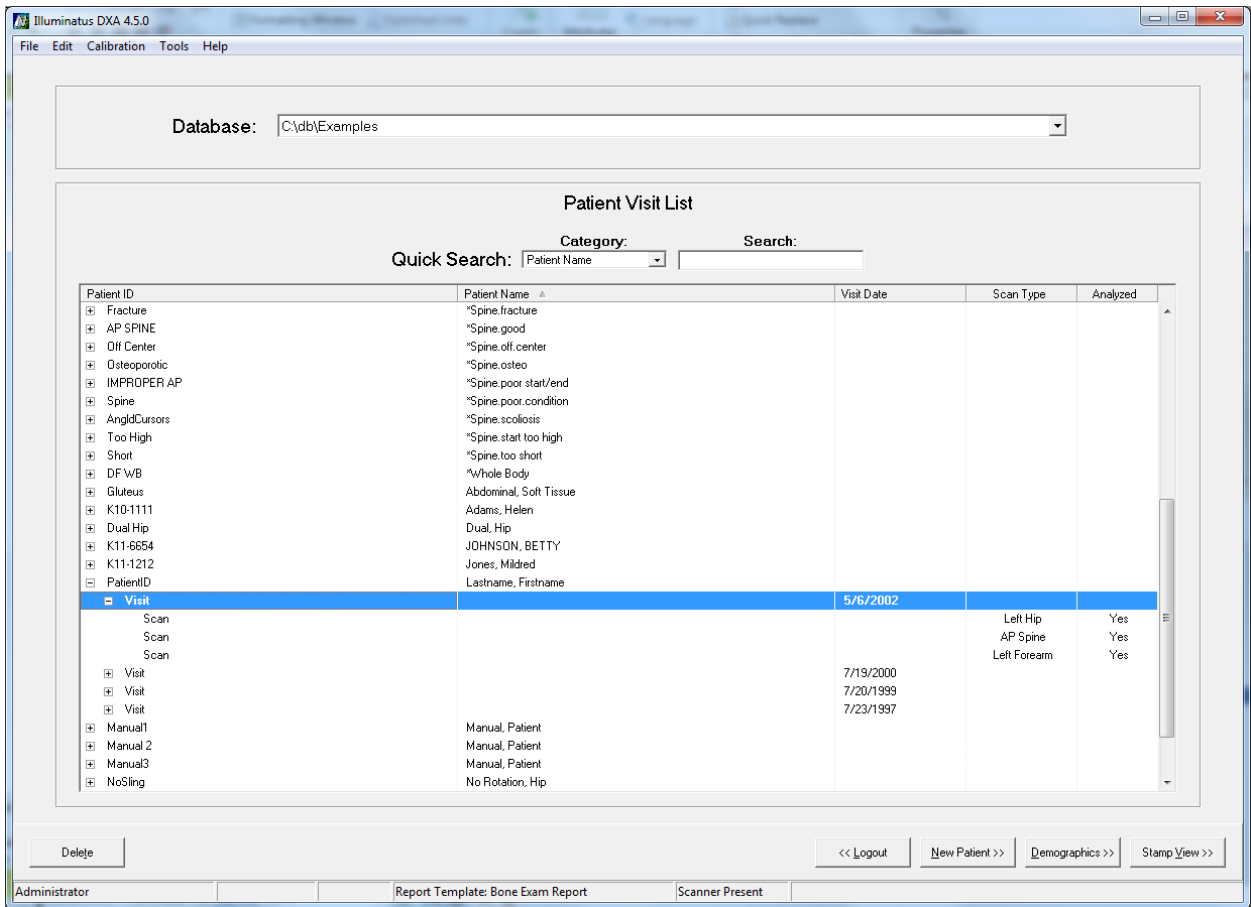 Illuminatus DXA 4.5.0
File Edit Calibration Tools Help
Database: C:\db\Examples
Patient Visit List
Category: Search:
Quick Search: Patient Name
Patient ID Patient Name Visit Date Scan Type Analyzed
Fracture *Spine.fracture
AP SPINE *Spine.good
Off Center *Spine.off.center
Osteoporotic *Spine.osteo
IMPROPER AP *Spine.poor start/end
Spine *Spine.poor.condition
AngldCursors *Spine.scoliosis
Too High *Spine.start too high
Short *Spine.too short
DF WB *Whole Body
Gluteus Abdominal, Soft Tissue
K10-1111 Adams, Helen
Dual Hip Dual, Hip
K11-6654 JOHNSON, BETTY
K11-1212 Jones, Mildred
PatientID Lastname, Firstname
Visit 5/6/2002
Scan Left Hip Yes
Scan AP Spine Yes
Scan Left Forearm Yes
Visit 7/19/2000
Visit 7/20/1999
Visit 7/23/1997
Manual1 Manual, Patient
Manual 2 Manual, Patient
Manual3 Manual, Patient
NoSling No Rotation, Hip
Delete << Logout New Patient >> Demographics >> Stamp View >>
Administrator Report Template: Bone Exam Report Scanner Present